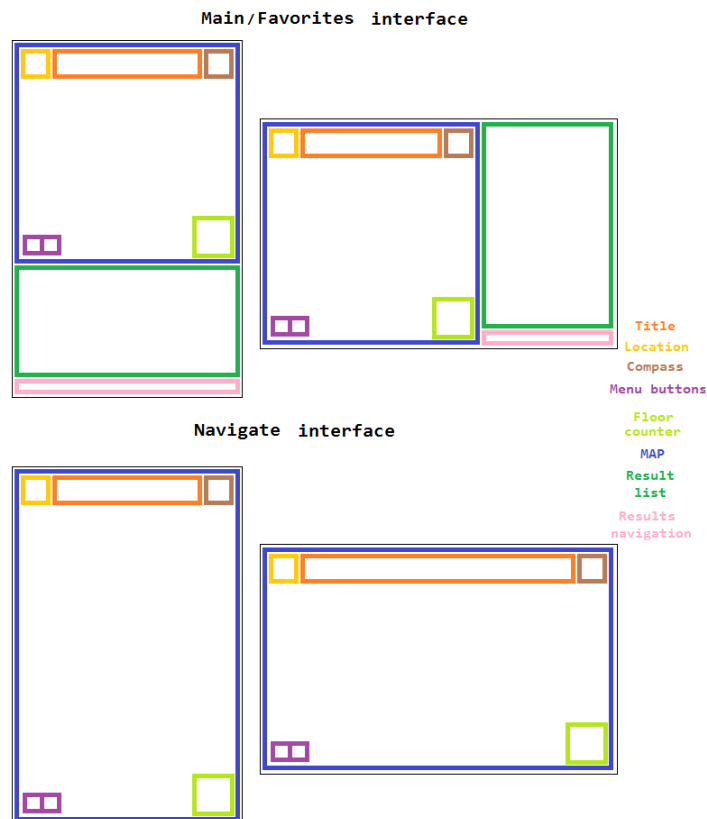 Main/Favorites interface
Title
Location
Compass
Menu buttons
Floor
counter
Navigate interface
MAP
Result
list
Results
navigation